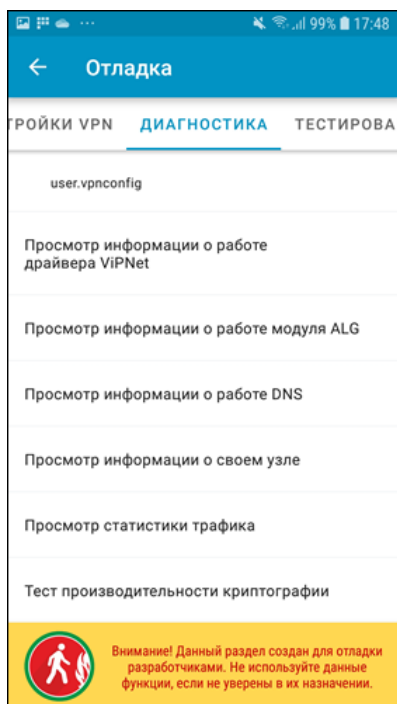 99% 17:48
Отладка
ТРОЙКИ VPN ДИАГНОСТИКА ТЕСТИРОВА
user.vpnconfig
Просмотр информации о работе
драйвера ViPNet
Просмотр информации о работе модуля ALG
Просмотр информации о работе DNS
Просмотр информации о своем узле
Просмотр статистики трафика
Тест производительности криптографии
Внимание! Данный раздел создан для отладки
разработчиками. Не используйте данные
функции, если не уверены в их назначении.